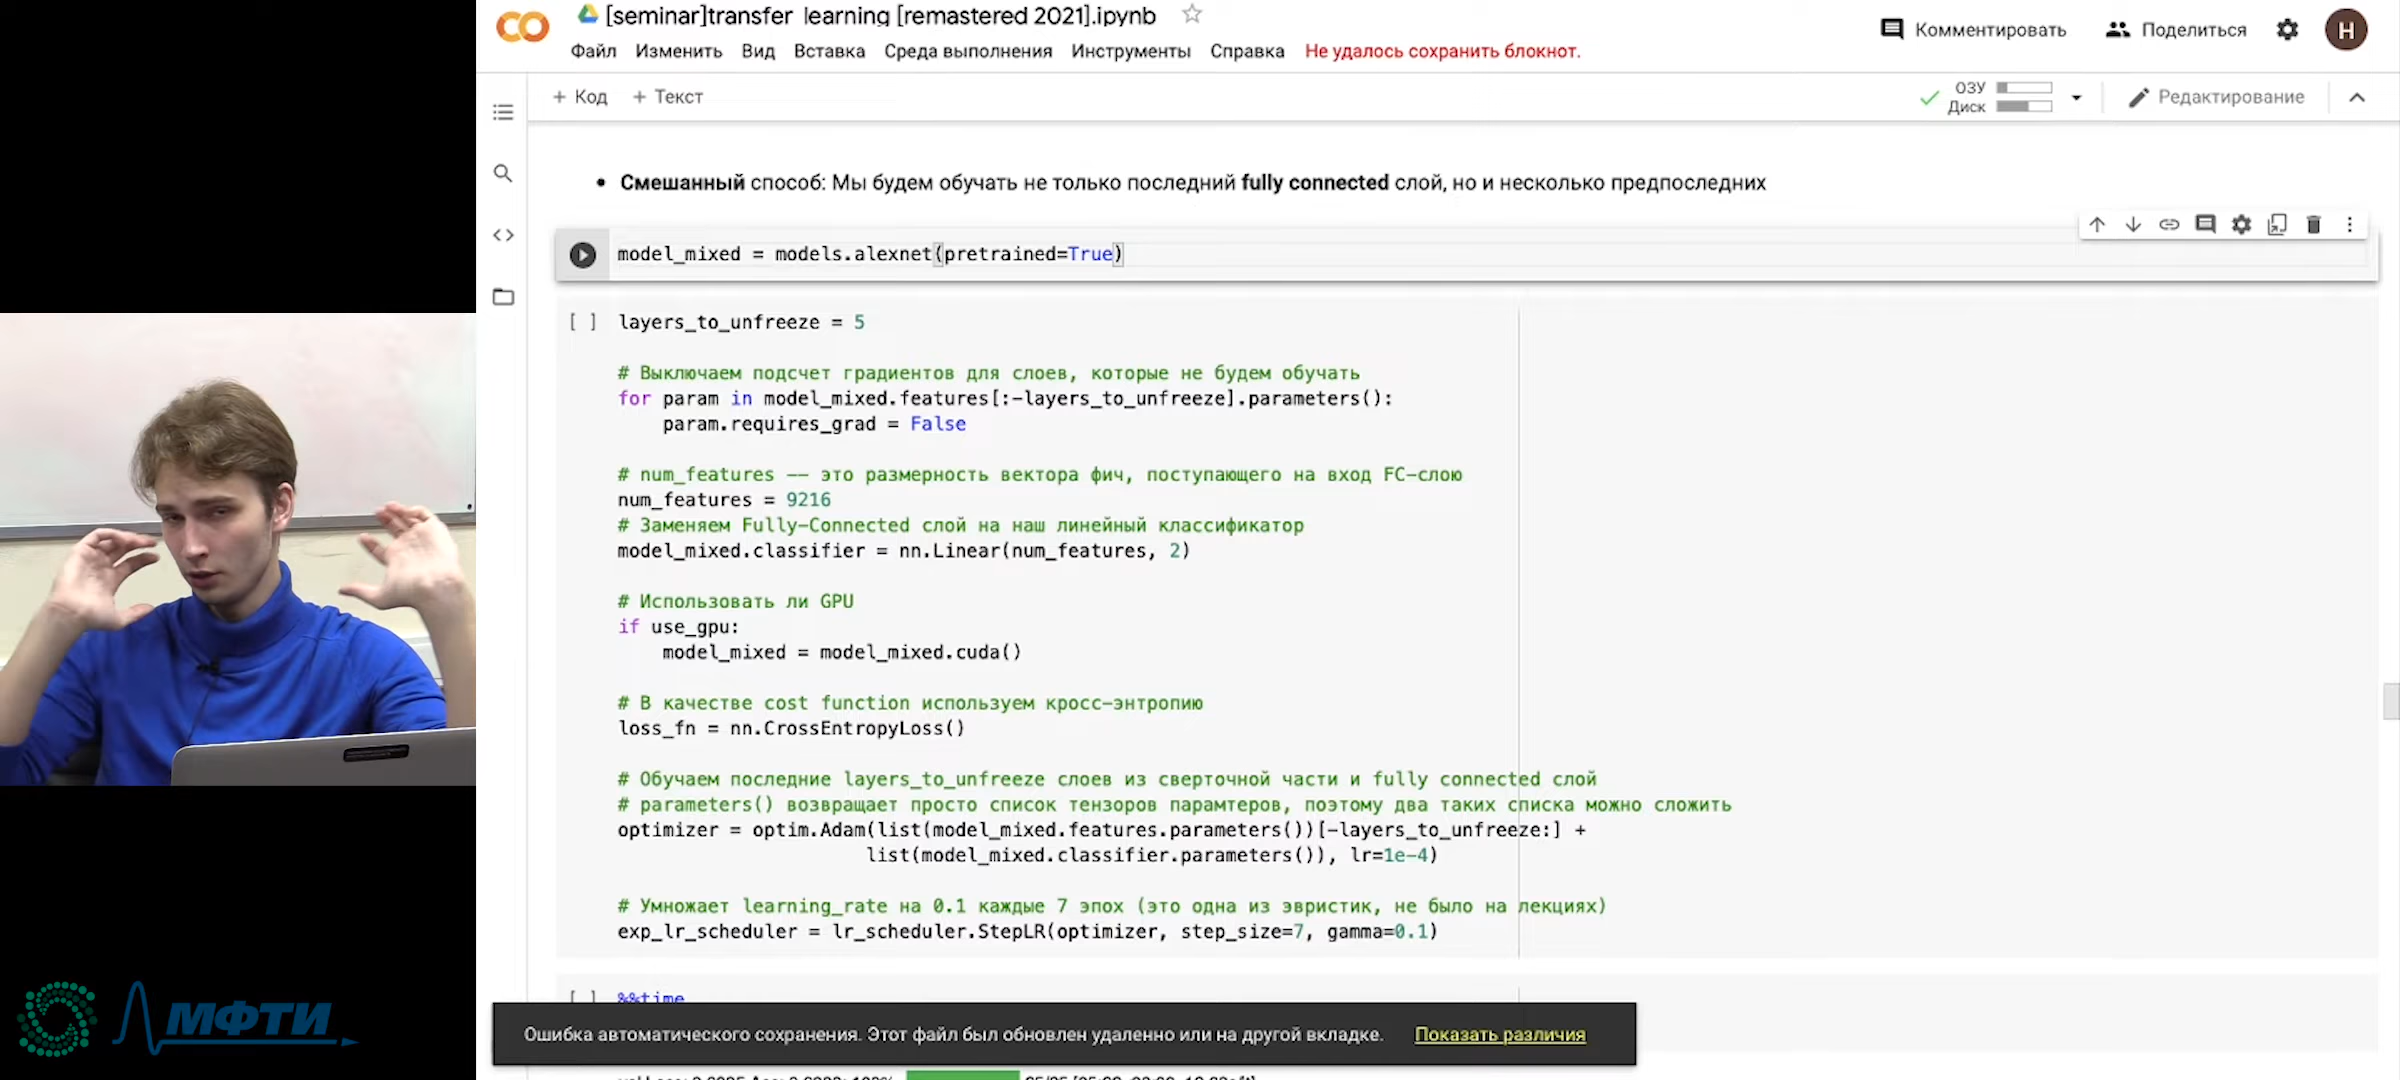 [seminar]transfer_learning [remastered 2021].ipynb
Комментировать
Поделиться
H
Файл Изменить Вид Вставка Среда выполнения Инструменты Справка Не удалось сохранить блокнот.
+ Код + Текст
ОЗУ
Диск
Редактирование
• Смешанный способ: Мы будем обучать не только последний fully connected слой, но и несколько предпоследних
model_mixed = models.alexnet(pretrained=True)
[ ] layers_to_unfreeze = 5
# Выключаем подсчет градиентов для слоев, которые не будем обучать
for param in model_mixed.features[:-layers_to_unfreeze].parameters():
param.requires_grad = False
# num_features –– это размерность вектора фич, поступающего на вход FC-слою
num_features = 9216
# Заменяем Fully-Connected слой на наш линейный классификатор
model_mixed.classifier = nn.Linear(num_features, 2)
# Использовать ли GPU
if use_gpu:
model_mixed = model_mixed.cuda()
# В качестве cost function используем кросс-энтропию
loss_fn = nn.CrossEntropyLoss()
# Обучаем последние layers_to_unfreeze слоев из сверточной части и fully connected слой
# parameters() возвращает просто список тензоров парамтеров, поэтому два таких списка можно сложить
optimizer = optim.Adam(list(model_mixed.features.parameters())[-layers_to_unfreeze:] +
list(model_mixed.classifier.parameters()), lr=1e-4)
# Умножает learning_rate на 0.1 каждые 7 эпох (это одна из эвристик, не было на лекциях)
exp_lr_scheduler = lr_scheduler.StepLR(optimizer, step_size=7, gamma=0.1)
[ ] %%time
Ошибка автоматического сохранения. Этот файл был обновлен удаленно или на другой вкладке. Показать различия
МФТИ